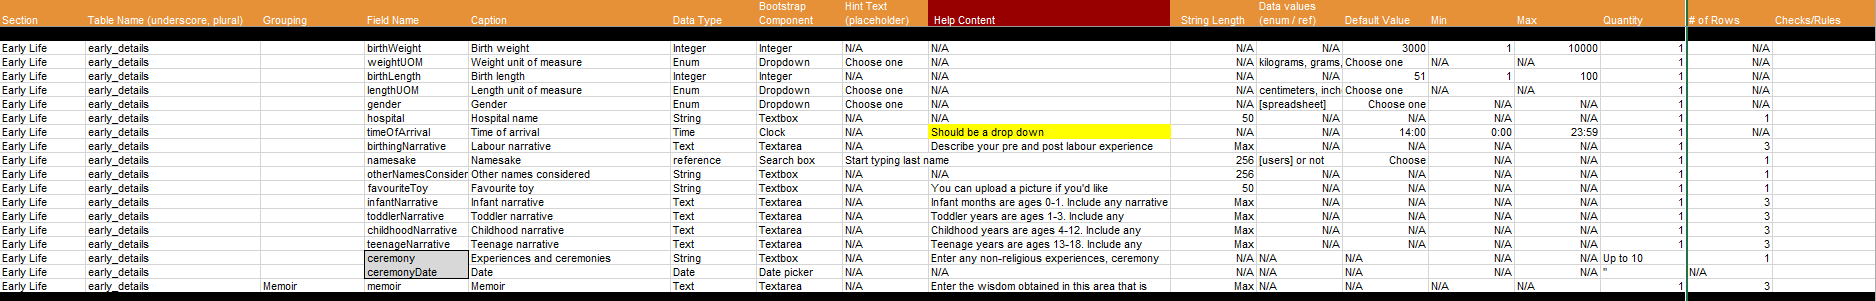 Section Table Name (underscore, plural) Grouping Field Name Caption Data Type Bootstrap Component Hint Text (placeholder) Help Content String Length Data values (enum / ref) Default Value Min Max Quantity # of Rows Checks/Rules
Early Life early_details birthWeight Birth weight Integer Integer N/A N/A N/A N/A 3000 1 10000 1 N/A
Early Life early_details weightUOM Weight unit of measure Enum Dropdown Choose one N/A N/A kilograms, grams, Choose one N/A N/A 1 N/A
Early Life early_details birthLength Birth length Integer Integer N/A N/A N/A N/A 51 1 100 1 N/A
Early Life early_details lengthUOM Length unit of measure Enum Dropdown Choose one N/A N/A centimeters, inch Choose one N/A N/A 1 N/A
Early Life early_details gender Gender Enum Dropdown Choose one N/A N/A [spreadsheet] Choose one N/A N/A 1 N/A
Early Life early_details hospital Hospital name String Textbox N/A N/A 50 N/A N/A N/A N/A 1 1
Early Life early_details timeOfArrival Time of arrival Time Clock N/A Should be a drop down N/A N/A 14:00 0:00 23:59 1 N/A
Early Life early_details birthingNarrative Labour narrative Text Textarea N/A Describe your pre and post labour experience Max N/A N/A N/A N/A 1 3
Early Life early_details namesake Namesake reference Search box Start typing last name 256 [users] or not Choose N/A N/A 1 1
Early Life early_details otherNamesConsider Other names considered String Textbox N/A N/A 256 N/A N/A N/A N/A 1 1
Early Life early_details favouriteToy Favourite toy String Textbox N/A You can upload a picture if you'd like 50 N/A N/A N/A N/A 1 1
Early Life early_details infantNarrative Infant narrative Text Textarea N/A Infant months are ages 0-1. Include any narrative Max N/A N/A N/A N/A 1 3
Early Life early_details toddlerNarrative Toddler narrative Text Textarea N/A Toddler years are ages 1-3. Include any Max N/A N/A N/A N/A 1 3
Early Life early_details childhoodNarrative Childhood narrative Text Textarea N/A Childhood years are ages 4-12. Include any Max N/A N/A N/A N/A 1 3
Early Life early_details teenageNarrative Teenage narrative Text Textarea N/A Teenage years are ages 13-18. Include any Max N/A N/A N/A N/A 1 3
Early Life early_details ceremony Experiences and ceremonies String Textbox N/A Enter any non-religious experiences, ceremony N/A N/A N/A N/A N/A Up to 10 1
Early Life early_details ceremonyDate Date Date Date picker N/A N/A N/A N/A N/A N/A N/A " N/A
Early Life early_details Memoir memoir Memoir Text Textarea N/A Enter the wisdom obtained in this area that is Max N/A N/A N/A N/A 1 3